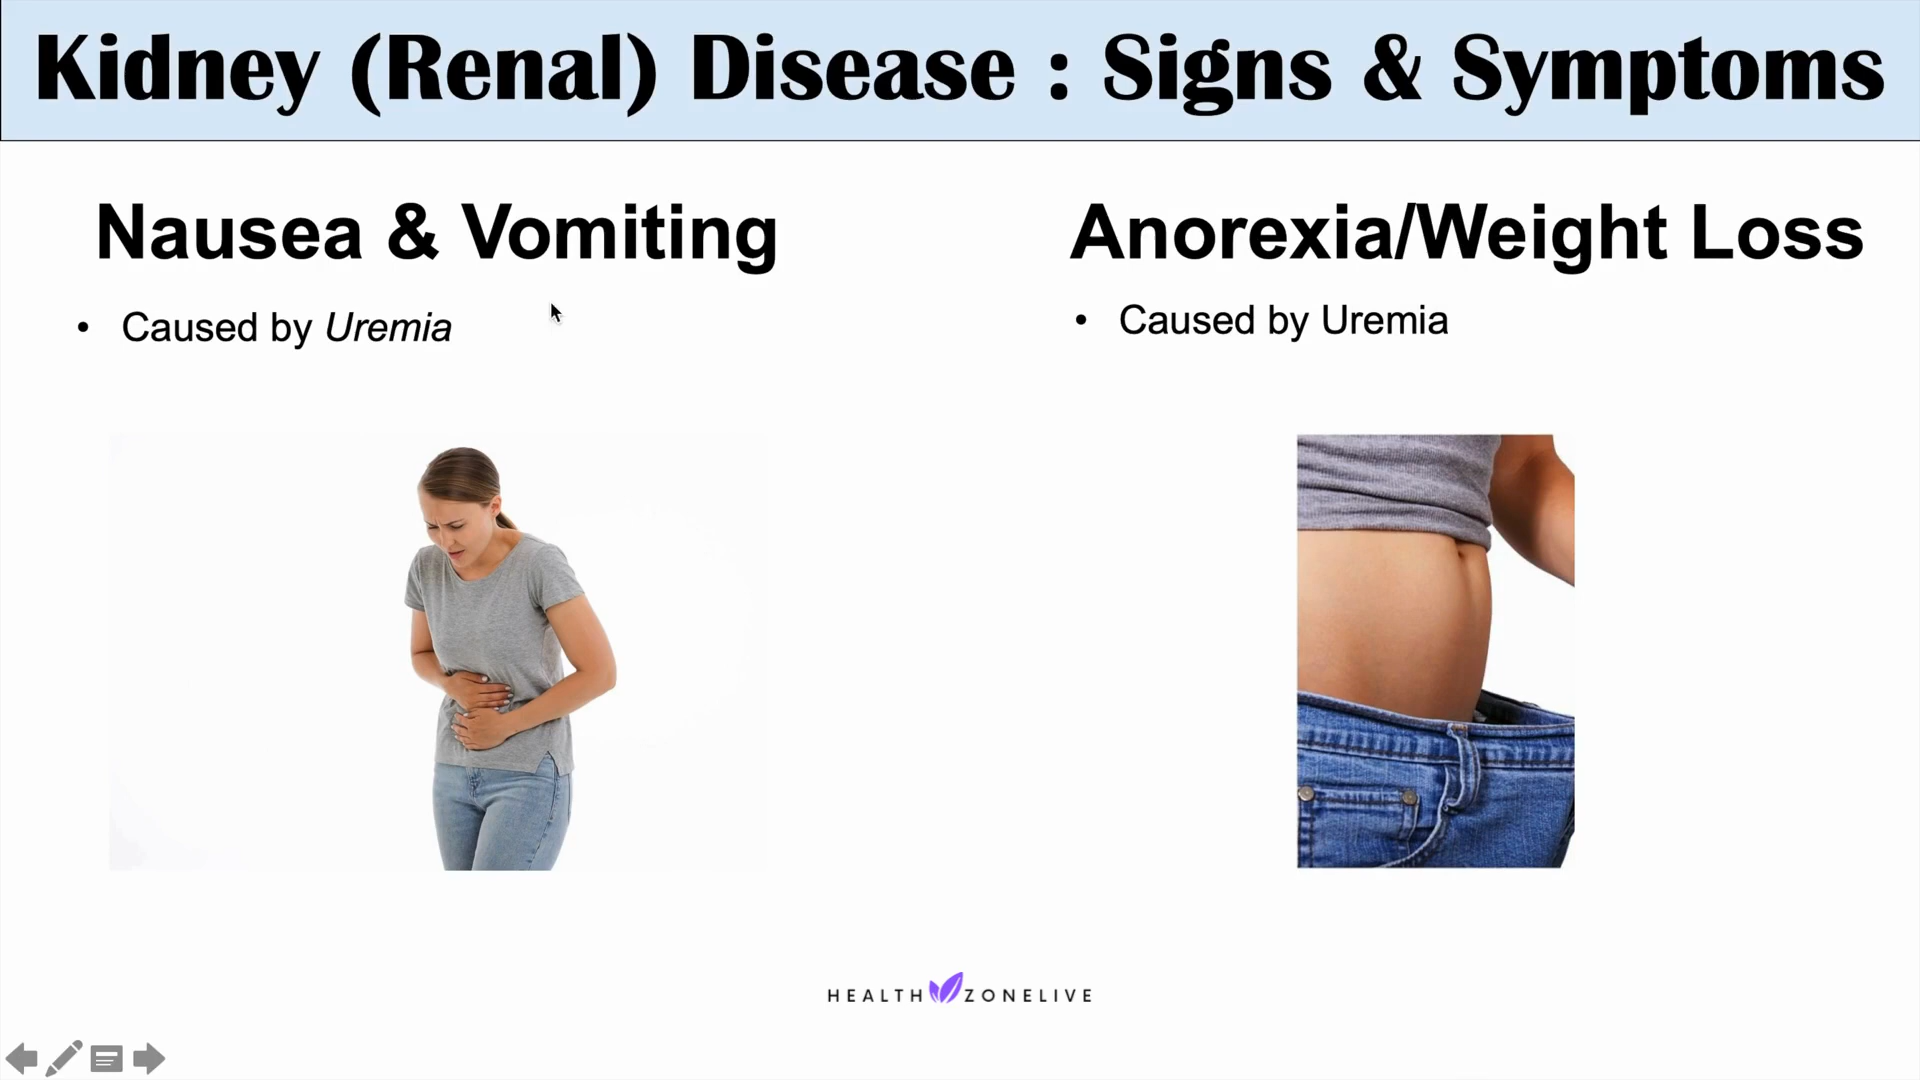 Kidney (Renal) Disease : Signs & Symptoms
Nausea & Vomiting
• Caused by Uremia
Anorexia/Weight Loss
• Caused by Uremia
HEALTH ZONELIVE